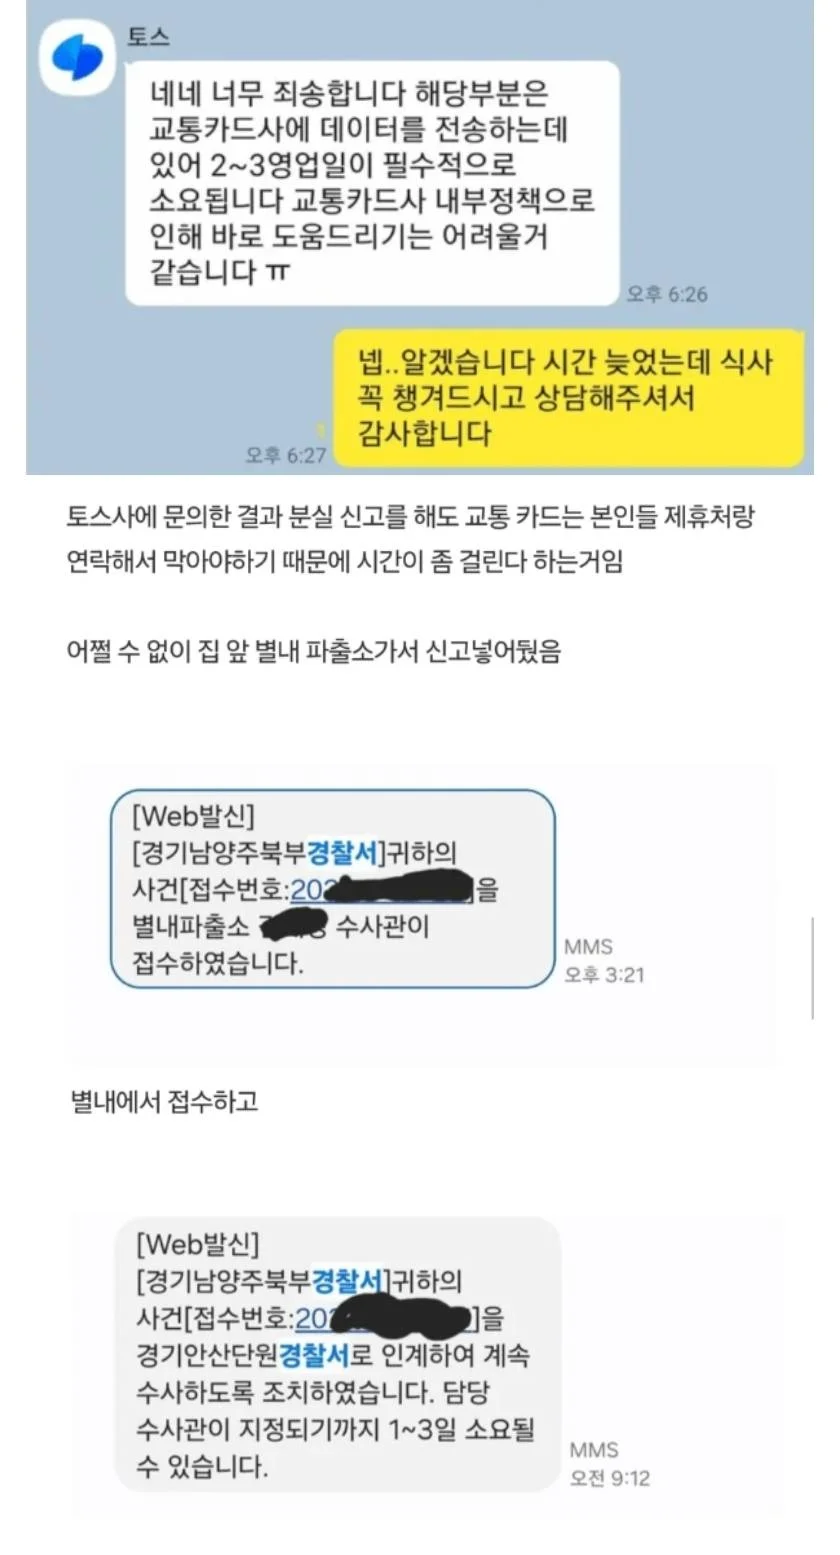 토스
네네 너무 죄송합니다 해당부분은
교통카드사에 데이터를 전송하는데
있어 2~3영업일이 필수적으로
소요됩니다 교통카드사 내부정책으로
인해 바로 도움드리기는 어려울거
같습니다 ㅠ
오후 6:26
넵..알겠습니다 시간 늦었는데 식사
꼭 챙겨드시고 상담해주셔서
감사합니다
오후 6:27
토스사에 문의한 결과 분실 신고를 해도 교통 카드는 본인들 제휴처랑
연락해서 막아야하기 때문에 시간이 좀 걸린다 하는거임
어쩔 수 없이 집 앞 별내 파출소가서 신고넣어뒀음
[Web발신]
[경기남양주북부경찰서]귀하의
사건[접수번호:202 ]을
별내파출소 수사관이
접수하였습니다.
MMS
오후 3:21
별내에서 접수하고
[Web발신]
[경기남양주북부경찰서]귀하의
사건[접수번호:202 ]을
경기안산단원경찰서로 인계하여 계속
수사하도록 조치하였습니다. 담당
수사관이 지정되기까지 1~3일 소요될
수 있습니다.
MMS
오전 9:12